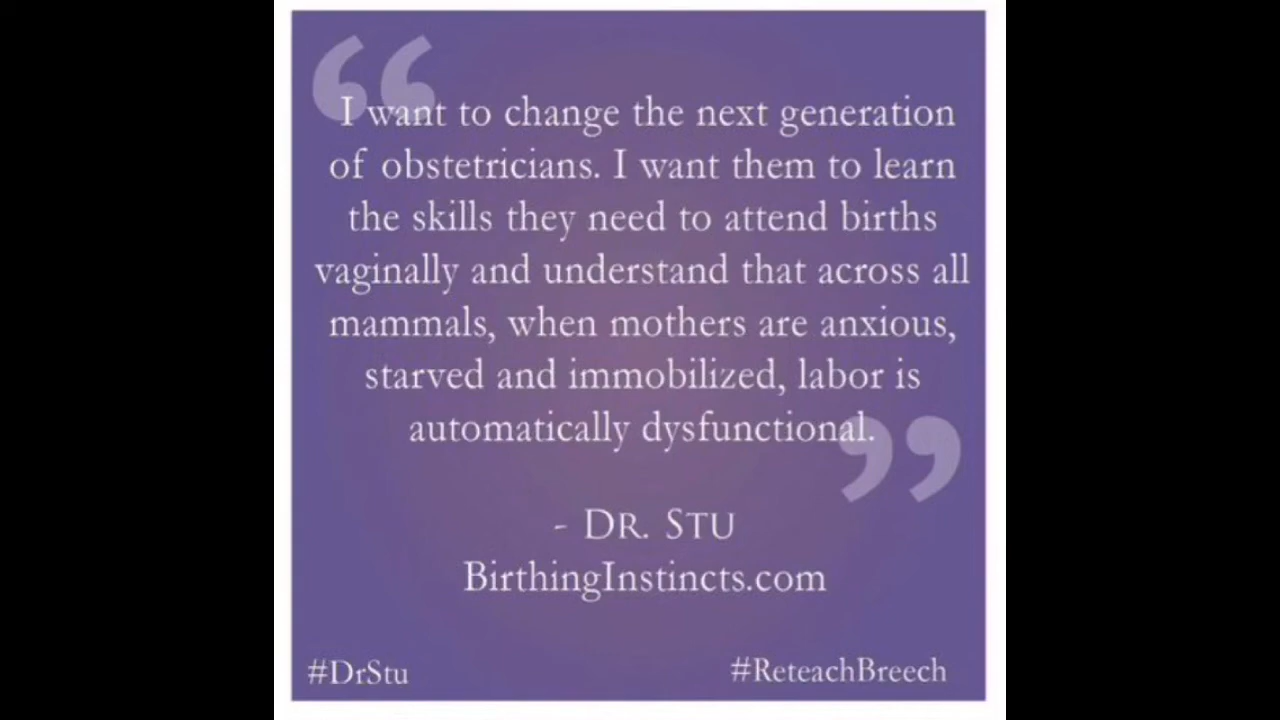 I want to change the next generation
of obstetricians. I want them to learn
the skills they need to attend births
vaginally and understand that across all
mammals, when mothers are anxious,
starved and immobilized, labor is
automatically dysfunctional.
- DR. STU
BirthingInstincts.com
#DrStu #ReteachBreech